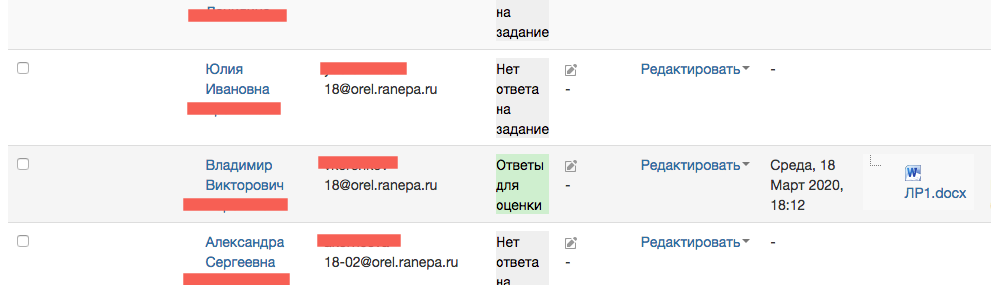 на
задание
Юлия
Ивановна
18@orel.ranepa.ru
Нет
ответа
на
задание
-
Редактировать
-
Владимир
Викторович
18@orel.ranepa.ru
Ответы
для
оценки
-
Редактировать
Среда, 18
Март 2020,
18:12
ЛР1.docx
Александра
Сергеевна
18-02@orel.ranepa.ru
Нет
ответа
на
-
Редактировать
-